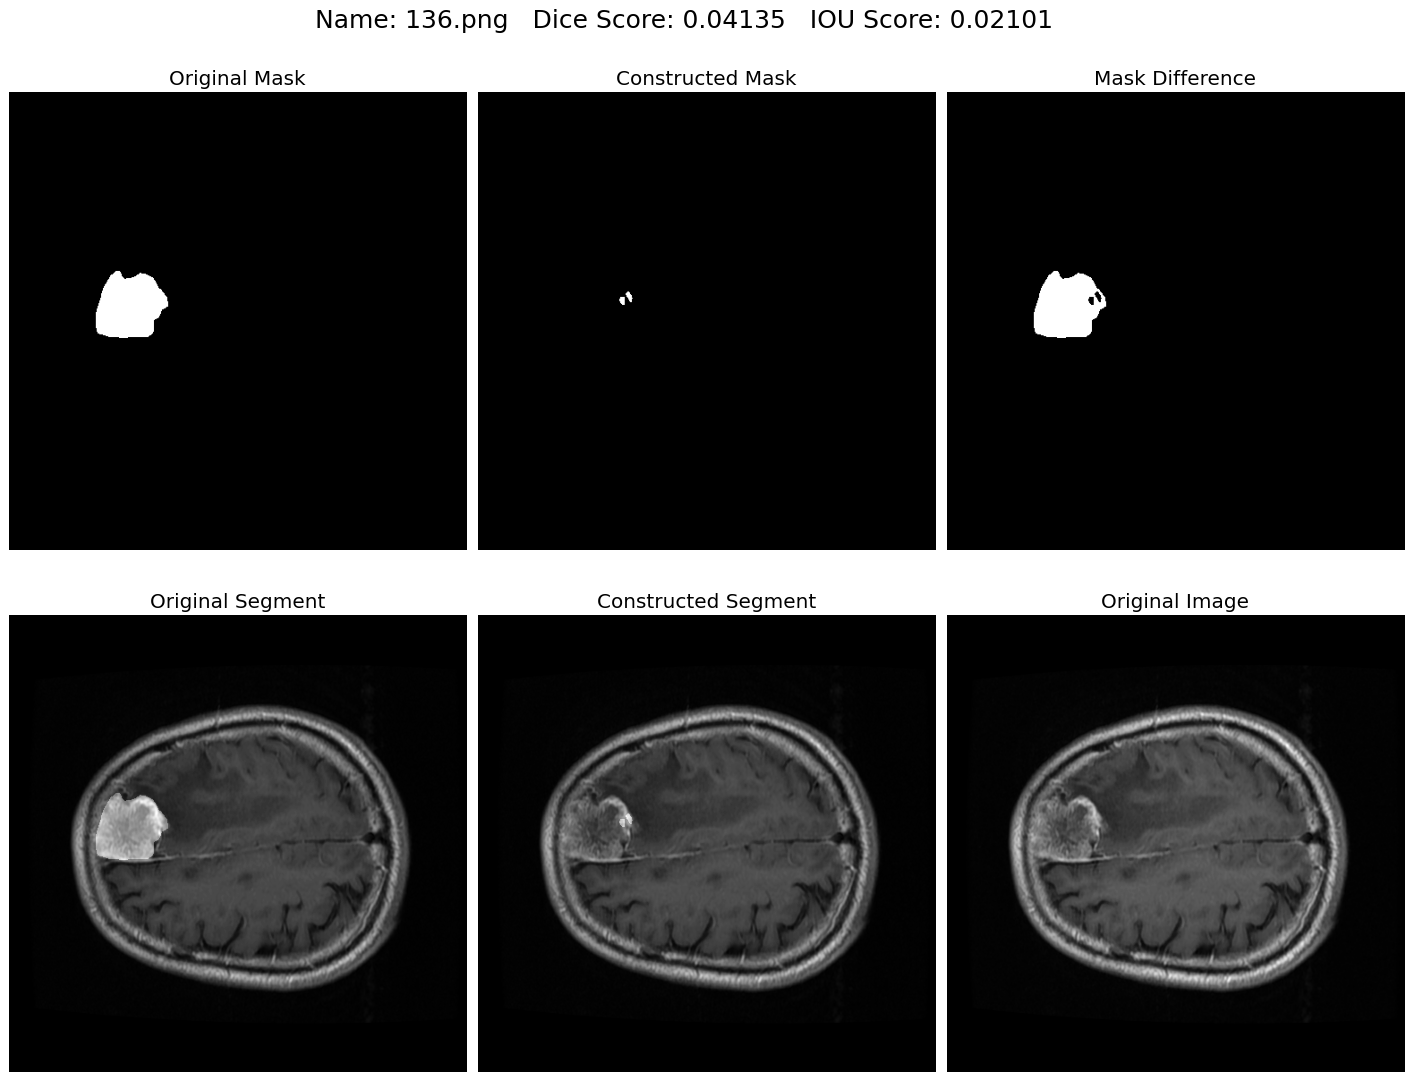 Name: 136.png   Dice Score: 0.04135   IOU Score: 0.02101
Original Mask
Constructed Mask
Mask Difference
Original Segment
Constructed Segment
Original Image